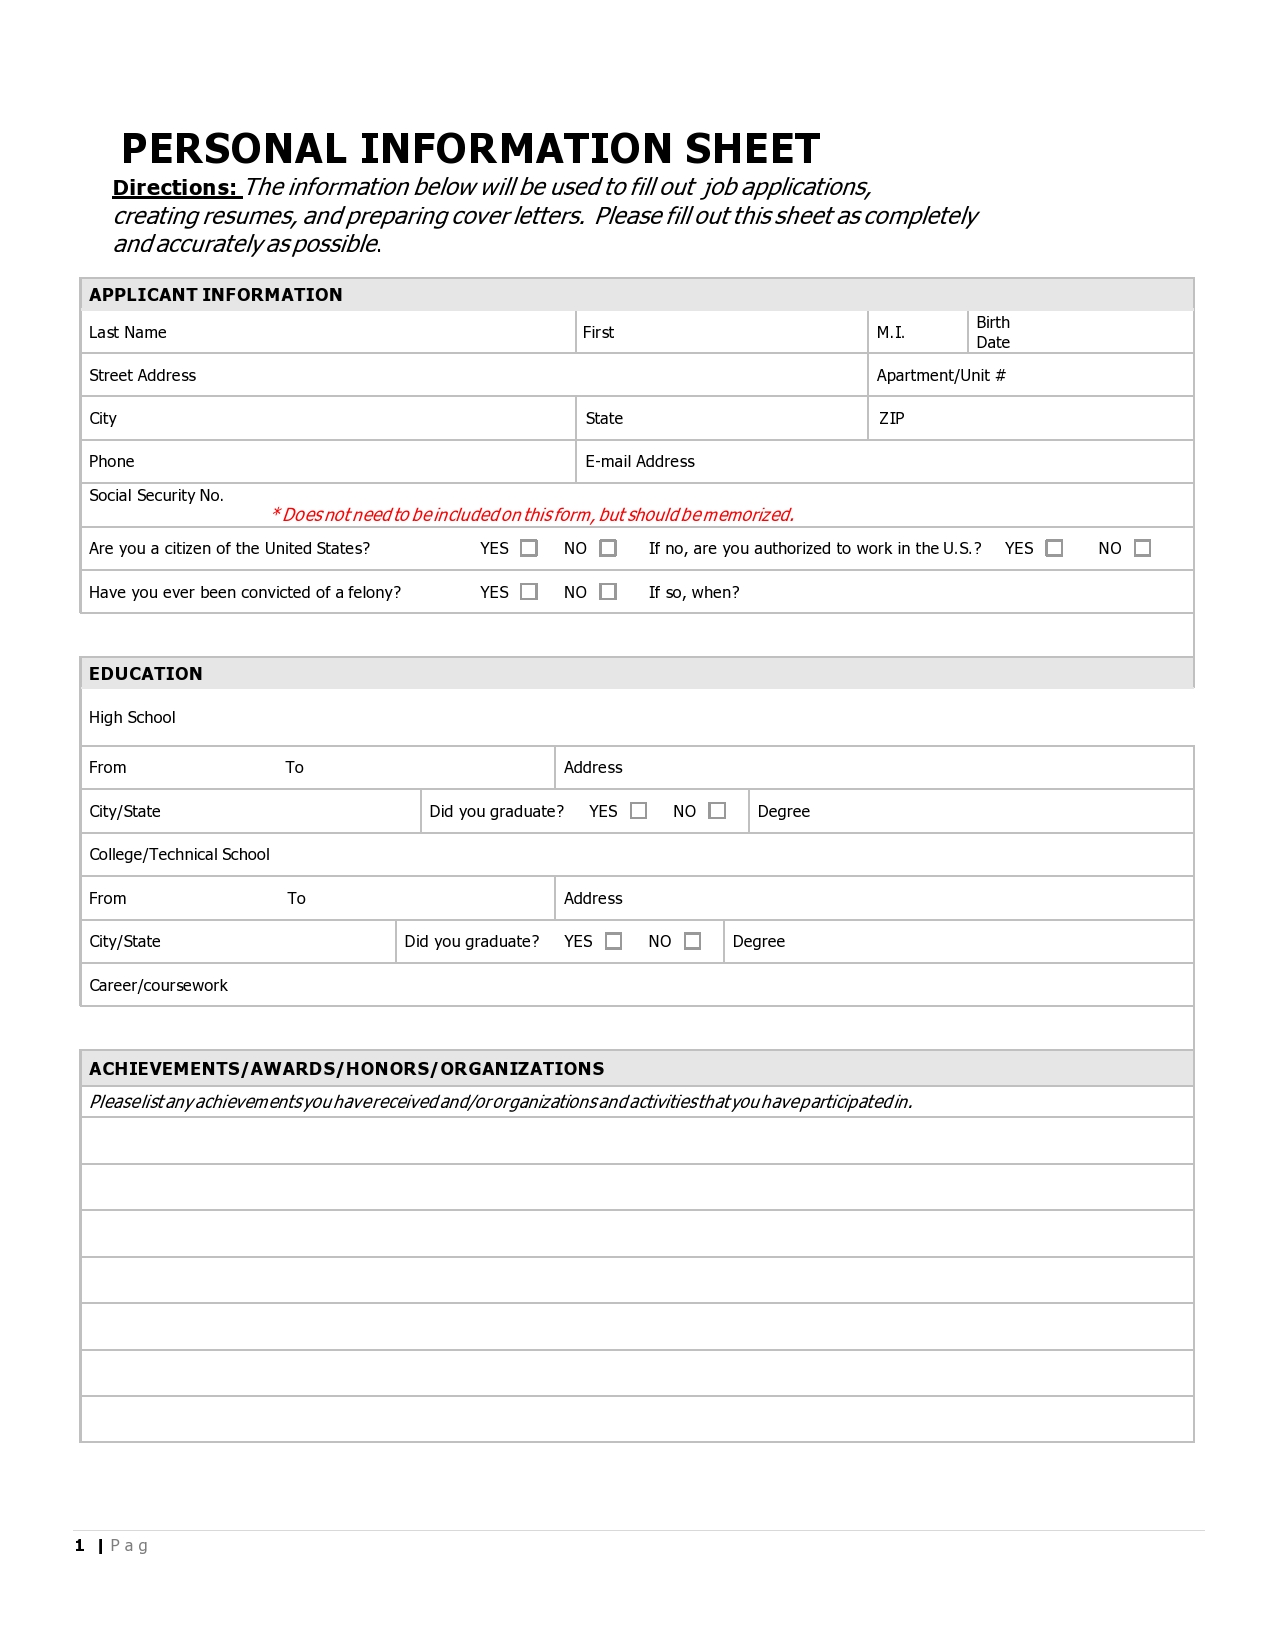 PERSONAL INFORMATION SHEET
Directions: The information below will be used to fill out job applications,
creating resumes, and preparing cover letters. Please fill out this sheet as completely
and accurately as possible.
APPLICANT INFORMATION
Last Name First M.I. Birth
Date
Street Address Apartment/Unit #
City State ZIP
Phone E-mail Address
Social Security No.
* Does not need to be included on this form, but should be memorized.
Are you a citizen of the United States? YES NO If no, are you authorized to work in the U.S.? YES NO
Have you ever been convicted of a felony? YES NO If so, when?
EDUCATION
High School
From To Address
City/State Did you graduate? YES NO Degree
College/Technical School
From To Address
City/State Did you graduate? YES NO Degree
Career/coursework
ACHIEVEMENTS/AWARDS/HONORS/ORGANIZATIONS
Please list any achievements you have received and/or organizations and activities that you have participated in.
1 | Pag